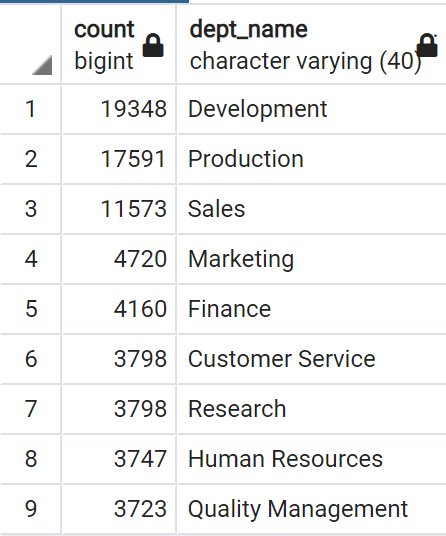 count dept_name
bigint character varying (40)
1 19348 Development
2 17591 Production
3 11573 Sales
4 4720 Marketing
5 4160 Finance
6 3798 Customer Service
7 3798 Research
8 3747 Human Resources
9 3723 Quality Management